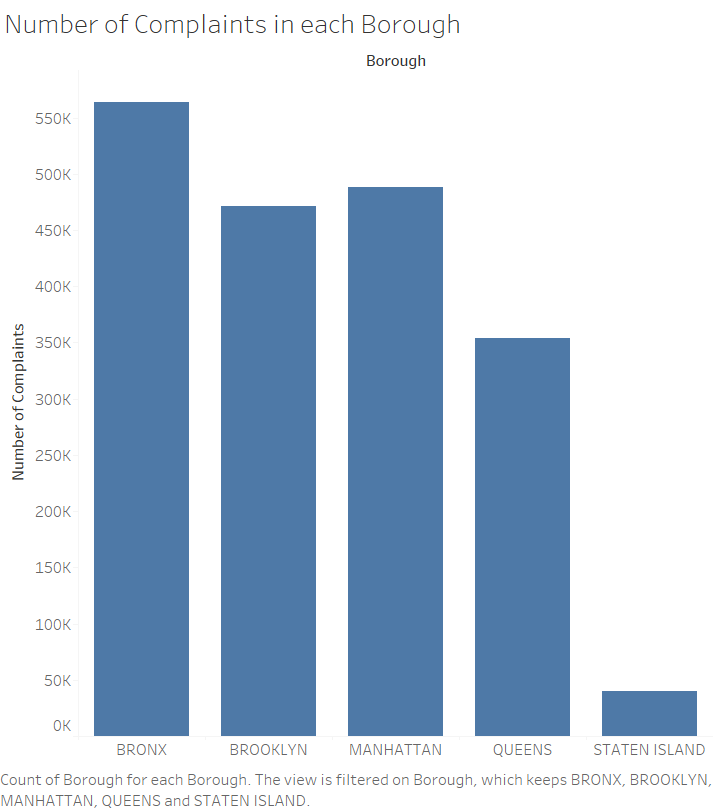 Number of Complaints in each Borough
Borough
Number of Complaints
550K
500K
450K
400K
350K
300K
250K
200K
150K
100K
50K
0K
BRONX
BROOKLYN
MANHATTAN
QUEENS
STATEN ISLAND
Count of Borough for each Borough. The view is filtered on Borough, which keeps BRONX, BROOKLYN,
MANHATTAN, QUEENS and STATEN ISLAND.